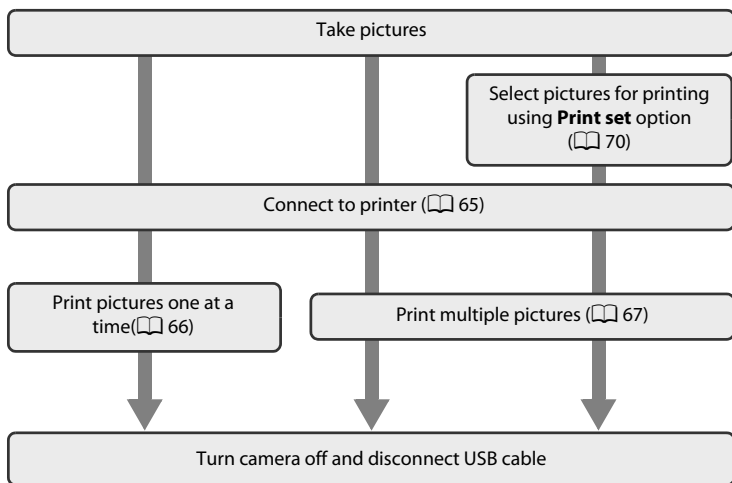 Take pictures
Select pictures for printing
using Print set option
(📖 70)
Connect to printer (📖 65)
Print pictures one at a
time(📖 66)
Print multiple pictures (📖 67)
Turn camera off and disconnect USB cable